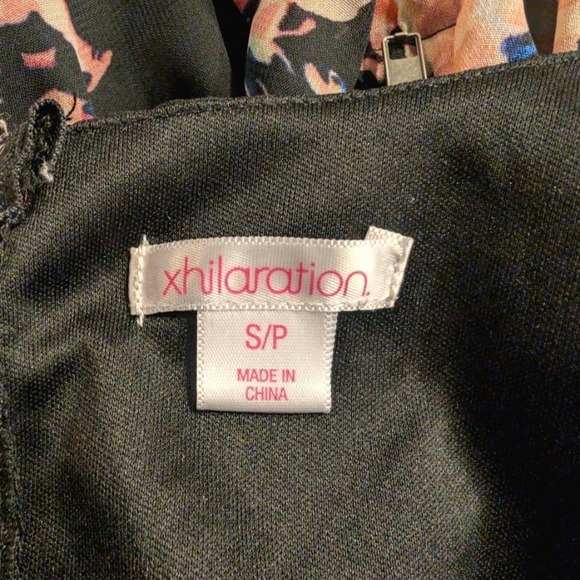 xhilaration.
S/P
MADE IN
CHINA